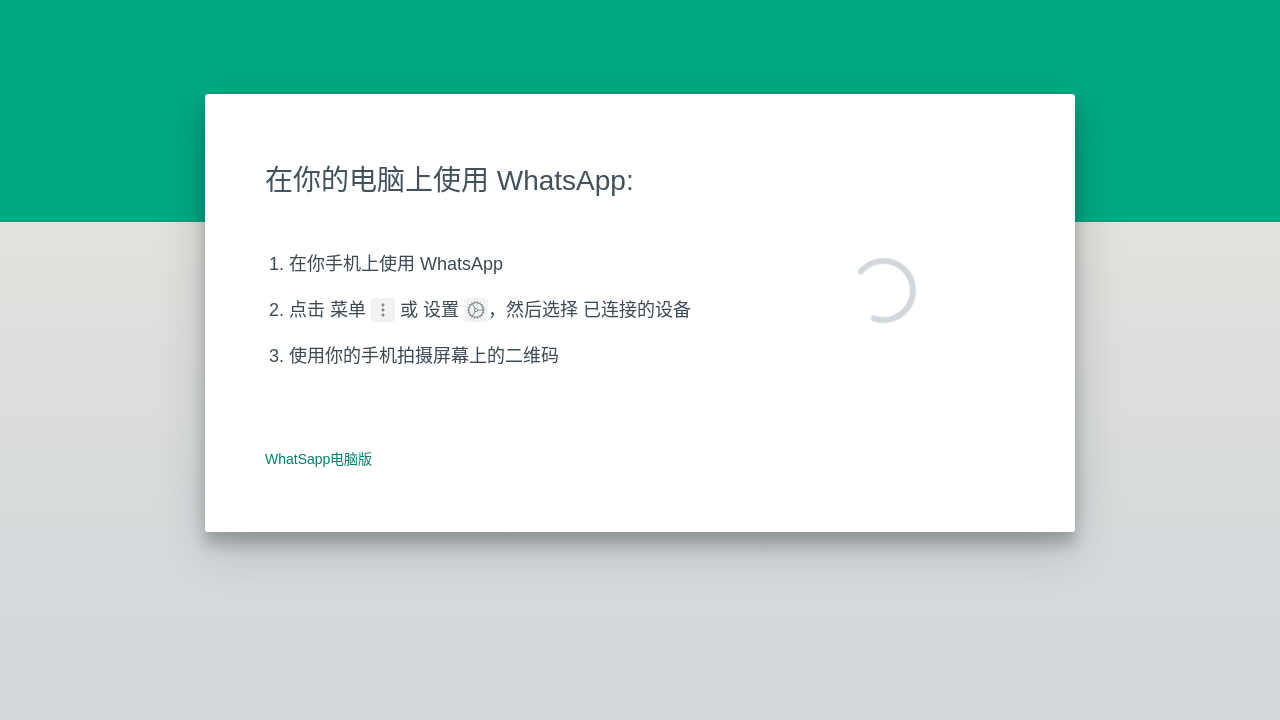 在你的电脑上使用 WhatsApp:
1. 在你手机上使用 WhatsApp
2. 点击 菜单 或 设置 ，然后选择 已连接的设备
3. 使用你的手机拍摄屏幕上的二维码
WhatSapp电脑版